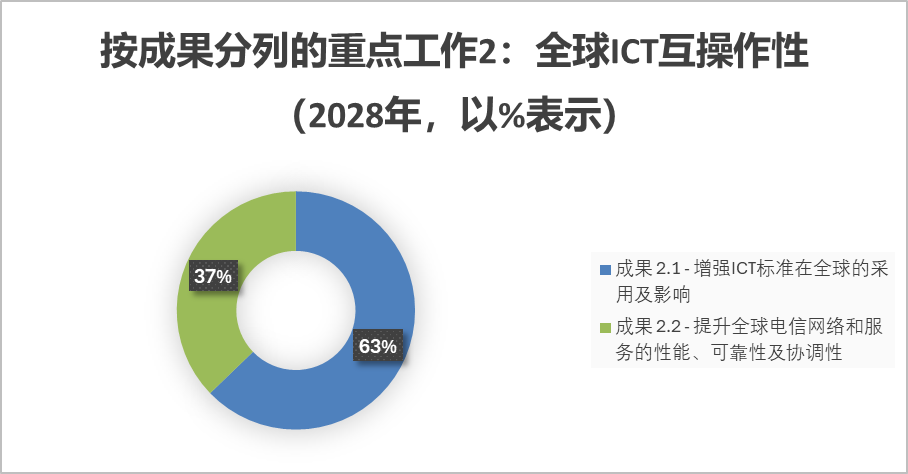 按成果分列的重点工作2：全球ICT互操作性
（2028年，以%表示）
37%
63%
成果 2.1 - 增强ICT标准在全球的采
用及影响
成果 2.2 - 提升全球电信网络和服
务的性能、可靠性及协调性